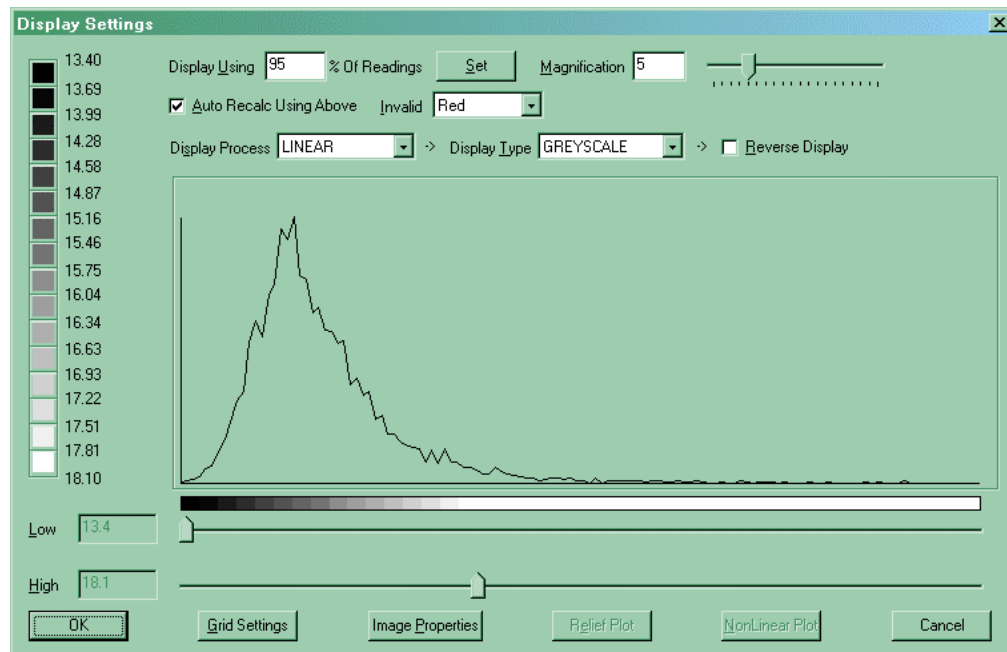 Display Settings
13.40
13.69
13.99
14.28
14.58
14.87
15.16
15.46
15.75
16.04
16.34
16.63
16.93
17.22
17.51
17.81
18.10
Display Using 95 % Of Readings Set Magnification 5
Auto Recalc Using Above Invalid Red
Display Process LINEAR -> Display Type GREYSCALE -> Reverse Display
Low 13.4
High 18.1
OK Grid Settings Image Properties Relief Plot NonLinear Plot Cancel